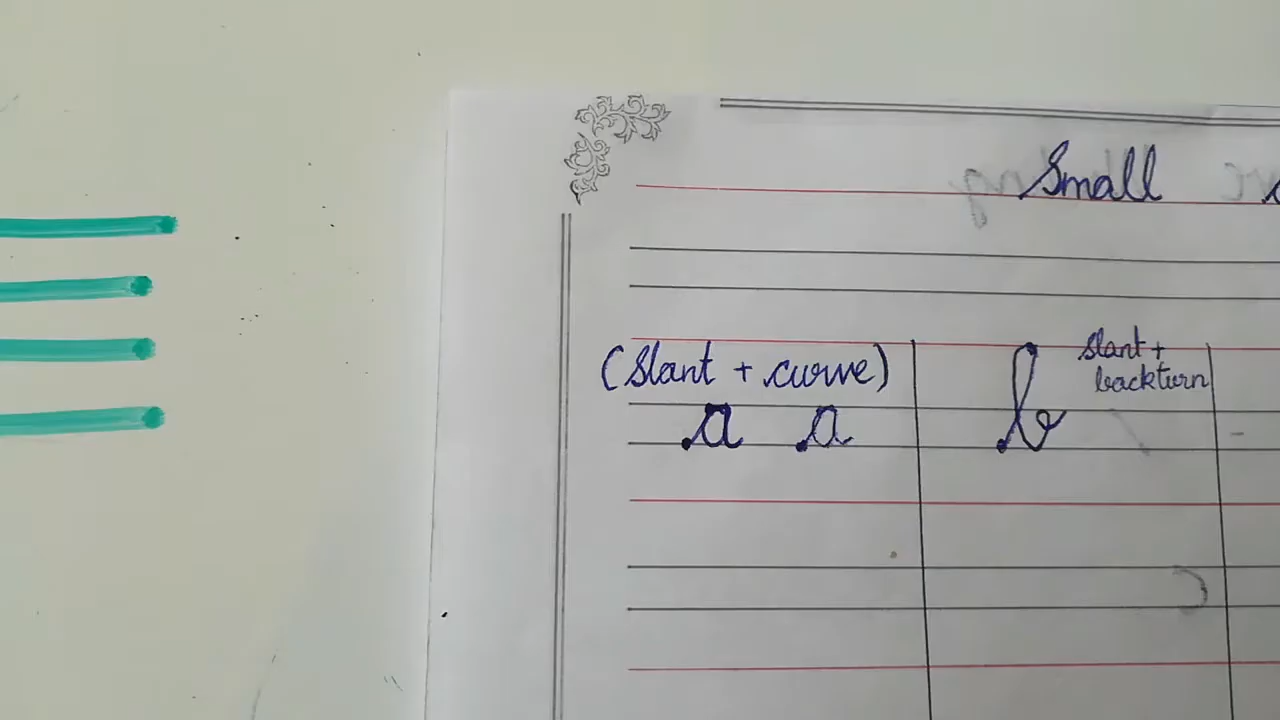 Small
(Slant + curve)
slant +
backturn
a a
b